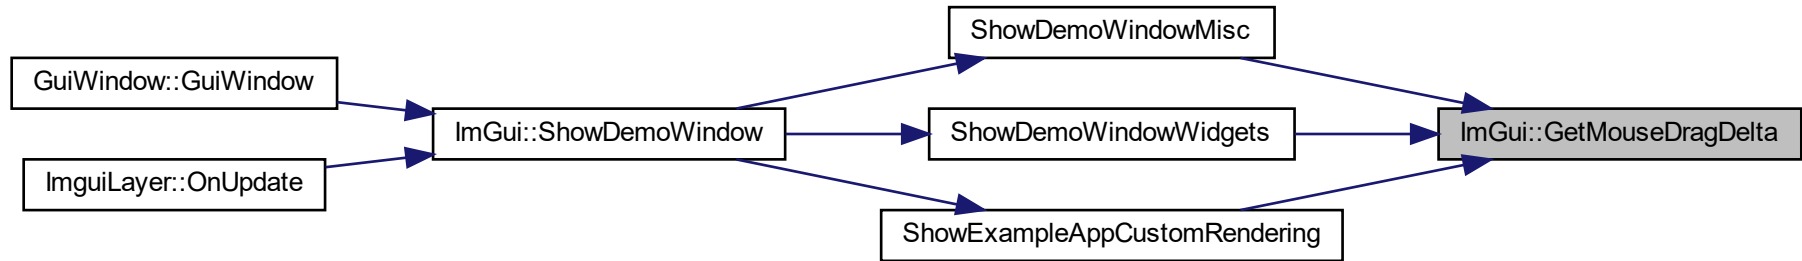 ShowDemoWindowMisc
GuiWindow::GuiWindow
ImGui::ShowDemoWindow
ShowDemoWindowWidgets
ImGui::GetMouseDragDelta
ImguiLayer::OnUpdate
ShowExampleAppCustomRendering